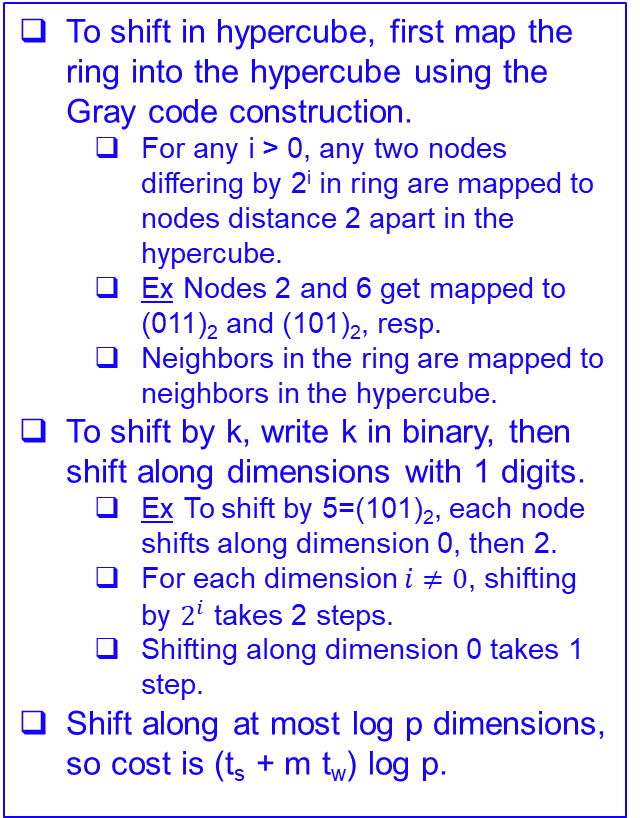 ❑ To shift in hypercube, first map the
ring into the hypercube using the
Gray code construction.
❑ For any i > 0, any two nodes
differing by 2ⁱ in ring are mapped to
nodes distance 2 apart in the
hypercube.
❑ Ex Nodes 2 and 6 get mapped to
(011)₂ and (101)₂, resp.
❑ Neighbors in the ring are mapped to
neighbors in the hypercube.
❑ To shift by k, write k in binary, then
shift along dimensions with 1 digits.
❑ Ex To shift by 5=(101)₂, each node
shifts along dimension 0, then 2.
❑ For each dimension 𝑖 ≠ 0, shifting
by 2ⁱ takes 2 steps.
❑ Shifting along dimension 0 takes 1
step.
❑ Shift along at most log p dimensions,
so cost is (tₛ + m t_w) log p.